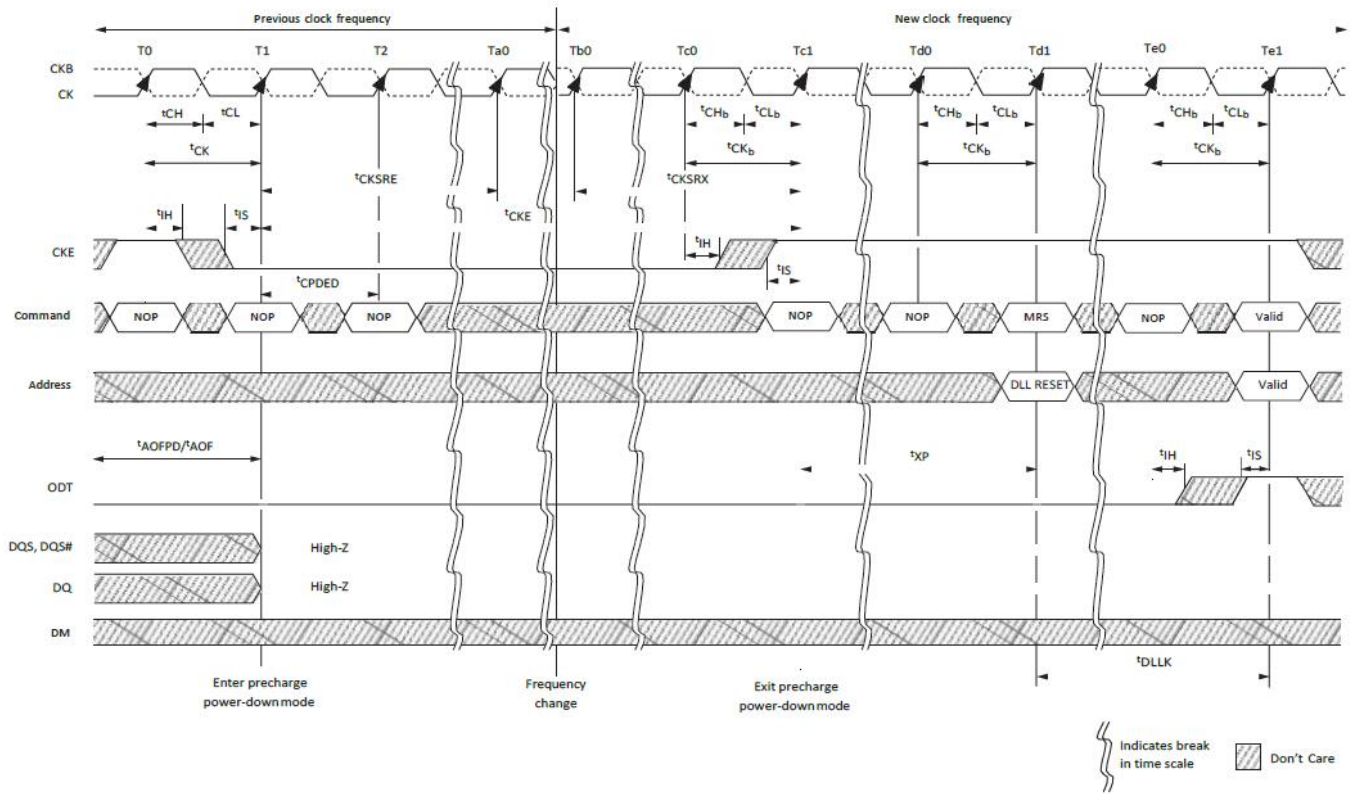 Previous clock frequency
New clock frequency
T0 T1 T2 Ta0 Tb0 Tc0 Tc1 Td0 Td1 Te0 Te1
CKB
CK
tCH tCL tCHb tCLb tCHb tCLb tCHb tCLb
tCK tCKb tCKb tCKb
tCKSRE tCKSRX
tCKE
tIH tIS
CKE
tIH
tIS
tCPDED
Command NOP NOP NOP NOP NOP MRS NOP Valid
Address DLL RESET Valid
tAOFPD/tAOF
tXP
tIH tIS
ODT
DQS, DQS# High-Z
DQ High-Z
DM
tDLLK
Enter precharge
power-down mode
Frequency
change
Exit precharge
power-down mode
Indicates break
in time scale
Don't Care